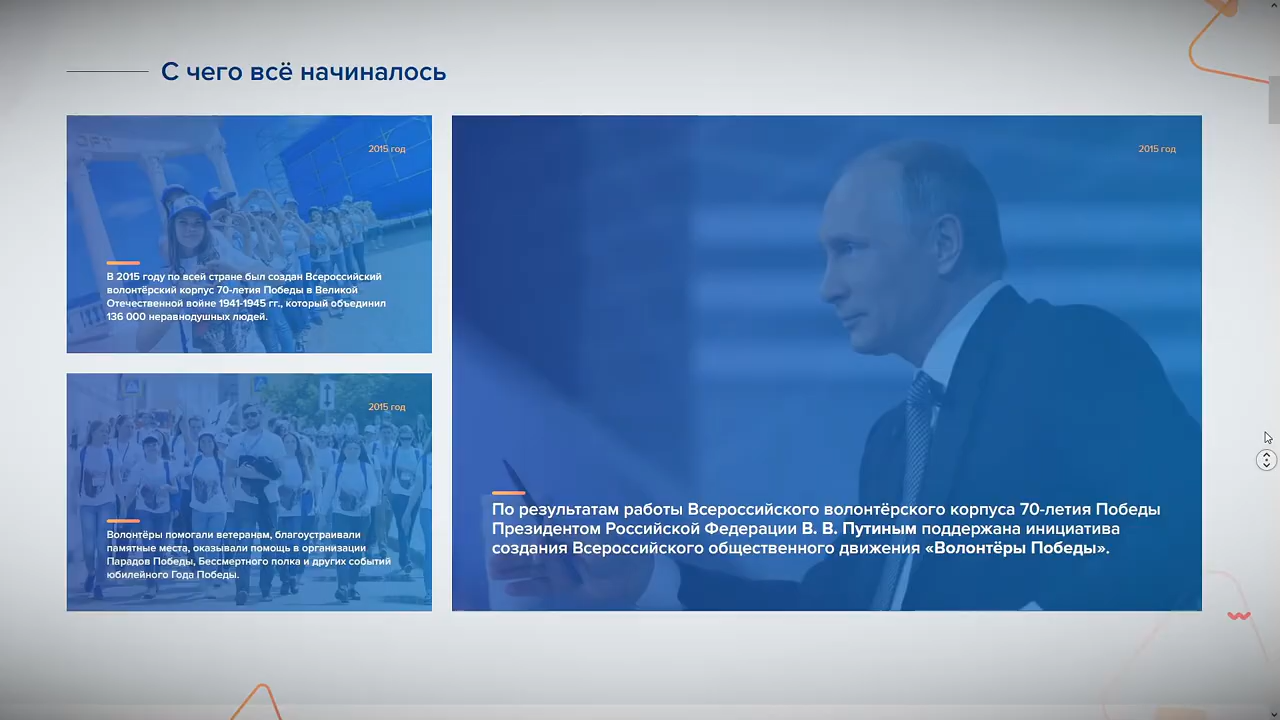 С чего всё начиналось
2015 год
В 2015 году по всей стране был создан Всероссийский
волонтёрский корпус 70-летия Победы в Великой
Отечественной войне 1941-1945 гг., который объединил
136 000 неравнодушных людей.
2015 год
Волонтёры помогали ветеранам, благоустраивали
памятные места, оказывали помощь в организации
Парадов Победы, Бессмертного полка и других событий
юбилейного Года Победы.
2015 год
По результатам работы Всероссийского волонтёрского корпуса 70-летия Победы
Президентом Российской Федерации В. В. Путиным поддержана инициатива
создания Всероссийского общественного движения «Волонтёры Победы».